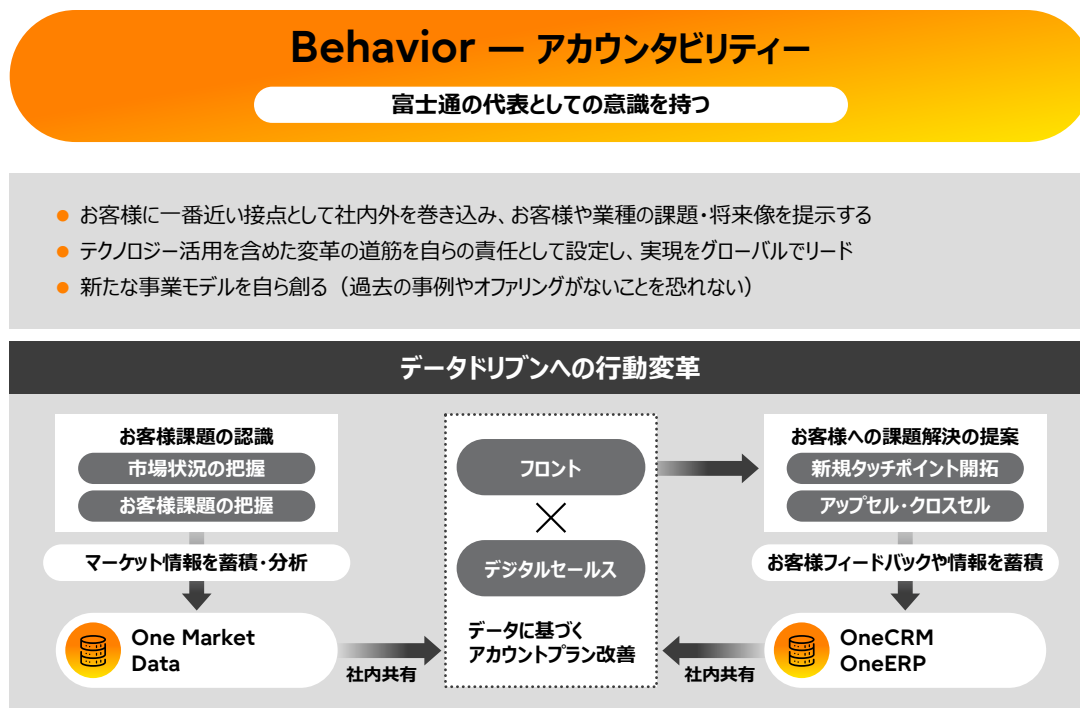 Behavior — アカウンタビリティー
富士通の代表としての意識を持つ
● お客様に一番近い接点として社内外を巻き込み、お客様や業種の課題・将来像を提示する
● テクノロジー活用を含めた変革の道筋を自らの責任として設定し、実現をグローバルでリード
● 新たな事業モデルを自ら創る（過去の事例やオファリングがないことを恐れない）
データドリブンへの行動変革
お客様課題の認識
市場状況の把握
お客様課題の把握
マーケット情報を蓄積・分析
One Market
Data
社内共有
フロント
×
デジタルセールス
データに基づく
アカウントプラン改善
お客様への課題解決の提案
新規タッチポイント開拓
アップセル・クロスセル
お客様フィードバックや情報を蓄積
OneCRM
OneERP
社内共有